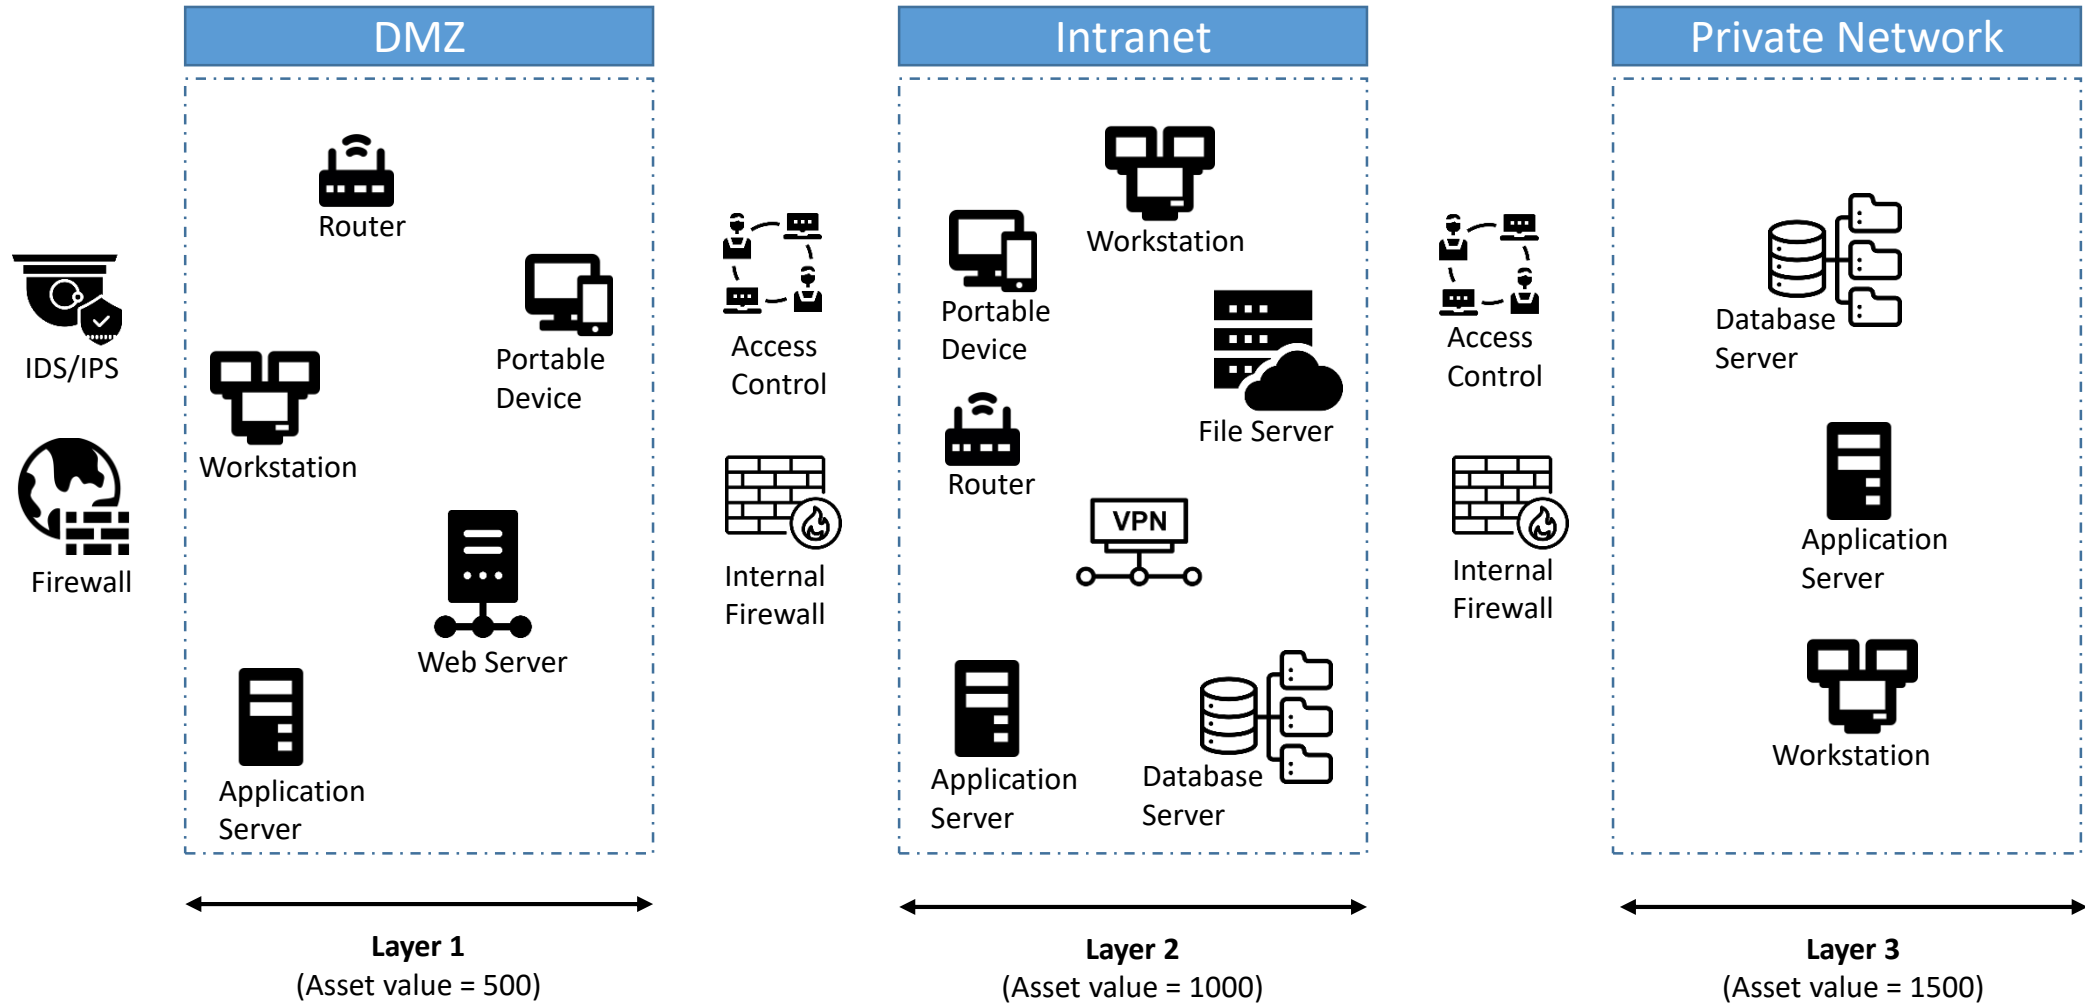 DMZ
Intranet
Private Network
IDS/IPS
Firewall
Router
Portable
Device
Workstation
Web Server
Application
Server
Access
Control
Internal
Firewall
Workstation
Portable
Device
File Server
Router
VPN
Application
Server
Database
Server
Access
Control
Internal
Firewall
Database
Server
Application
Server
Workstation
Layer 1
(Asset value = 500)
Layer 2
(Asset value = 1000)
Layer 3
(Asset value = 1500)